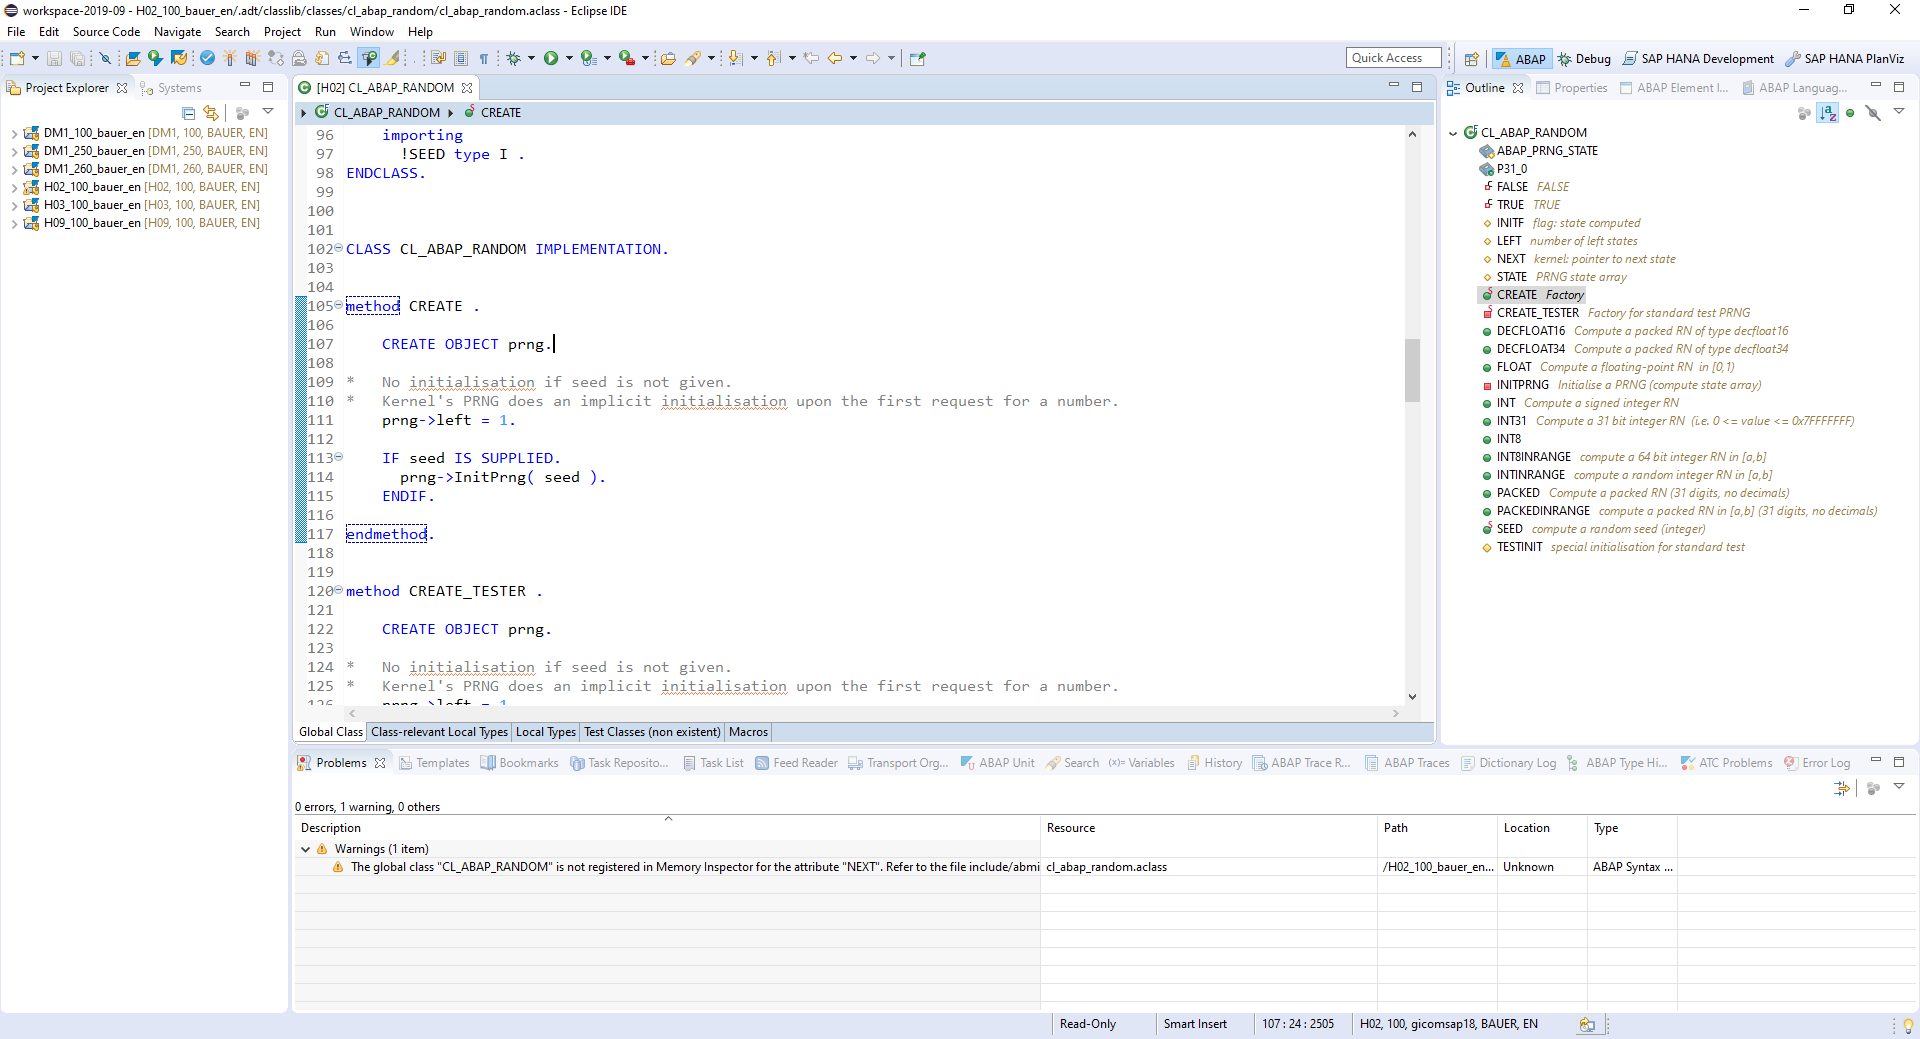 workspace-2019-09 - H02_100_bauer_en/.adt/classlib/classes/cl_abap_random/cl_abap_random.aclass - Eclipse IDE
File Edit Source Code Navigate Search Project Run Window Help
Quick Access ABAP Debug SAP HANA Development SAP HANA PlanViz
Project Explorer Systems
DM1_100_bauer_en [DM1, 100, BAUER, EN]
DM1_250_bauer_en [DM1, 250, BAUER, EN]
DM1_260_bauer_en [DM1, 260, BAUER, EN]
H02_100_bauer_en [H02, 100, BAUER, EN]
H03_100_bauer_en [H03, 100, BAUER, EN]
H09_100_bauer_en [H09, 100, BAUER, EN]
[H02] CL_ABAP_RANDOM
CL_ABAP_RANDOM CREATE
96 importing
97 !SEED type I .
98 ENDCLASS.
99
100
101
102 CLASS CL_ABAP_RANDOM IMPLEMENTATION.
103
104
105 method CREATE .
106
107 CREATE OBJECT prng.
108
109 * No initialisation if seed is not given.
110 * Kernel's PRNG does an implicit initialisation upon the first request for a number.
111 prng->left = 1.
112
113 IF seed IS SUPPLIED.
114 prng->InitPrng( seed ).
115 ENDIF.
116
117 endmethod.
118
119
120 method CREATE_TESTER .
121
122 CREATE OBJECT prng.
123
124 * No initialisation if seed is not given.
125 * Kernel's PRNG does an implicit initialisation upon the first request for a number.
126 prng->left = 1
Global Class Class-relevant Local Types Local Types Test Classes (non existent) Macros
Outline Properties ABAP Element I... ABAP Languag...
CL_ABAP_RANDOM
ABAP_PRNG_STATE
P31_0
FALSE FALSE
TRUE TRUE
INITF flag: state computed
LEFT number of left states
NEXT kernel: pointer to next state
STATE PRNG state array
CREATE Factory
CREATE_TESTER Factory for standard test PRNG
DECFLOAT16 Compute a packed RN of type decfloat16
DECFLOAT34 Compute a packed RN of type decfloat34
FLOAT Compute a floating-point RN in [0,1)
INITPRNG Initialise a PRNG (compute state array)
INT Compute a signed integer RN
INT31 Compute a 31 bit integer RN (i.e. 0 <= value <= 0x7FFFFFFF)
INT8
INT8INRANGE compute a 64 bit integer RN in [a,b]
INTINRANGE compute a random integer RN in [a,b]
PACKED Compute a packed RN (31 digits, no decimals)
PACKEDINRANGE compute a packed RN in [a,b] (31 digits, no decimals)
SEED compute a random seed (integer)
TESTINIT special initialisation for standard test
Problems Templates Bookmarks Task Reposito... Task List Feed Reader Transport Org... ABAP Unit Search (x)= Variables History ABAP Trace R... ABAP Traces Dictionary Log ABAP Type Hi... ATC Problems Error Log
0 errors, 1 warning, 0 others
Description Resource Path Location Type
Warnings (1 item)
The global class "CL_ABAP_RANDOM" is not registered in Memory Inspector for the attribute "NEXT". Refer to the file include/abmi cl_abap_random.aclass /H02_100_bauer_en... Unknown ABAP Syntax ...
Read-Only Smart Insert 107 : 24 : 2505 H02, 100, gicomsap18, BAUER, EN